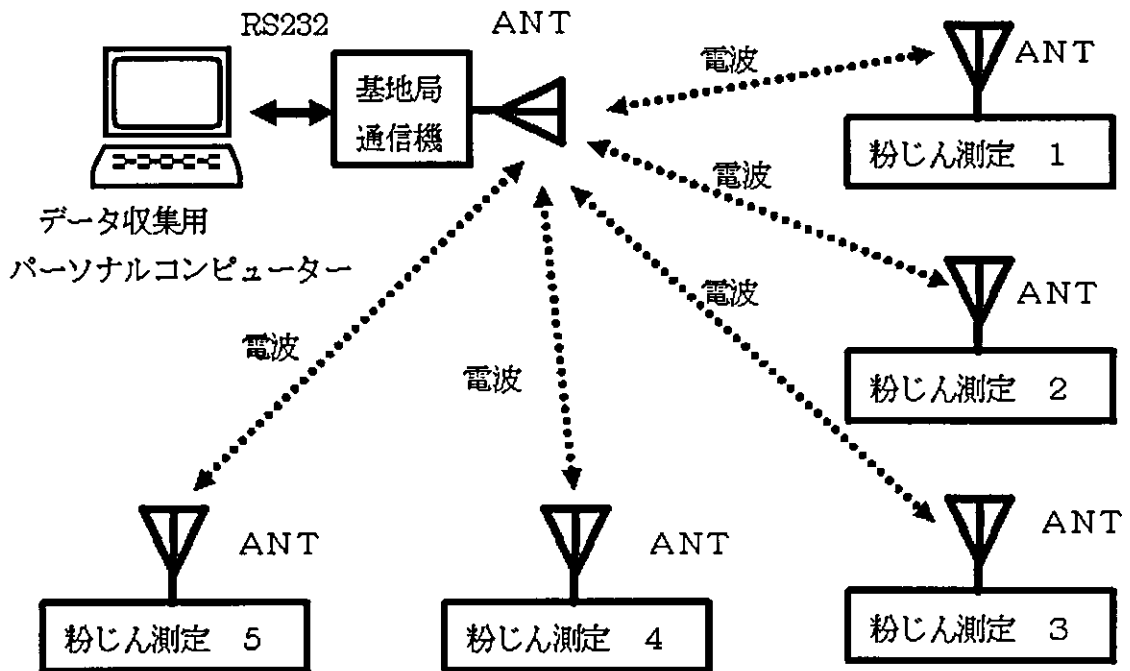 RS232
ANT
基地局
通信機
データ収集用
パーソナルコンピューター
電波
ANT
粉じん測定 1
電波
ANT
粉じん測定 2
電波
ANT
粉じん測定 3
電波
ANT
粉じん測定 4
電波
ANT
粉じん測定 5